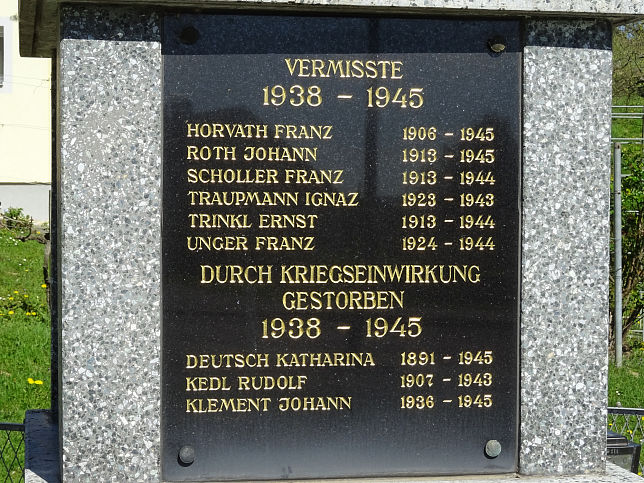 VERMISSTE
1938 – 1945
HORVATH FRANZ 1906 – 1945
ROTH JOHANN 1913 – 1945
SCHOLLER FRANZ 1913 – 1944
TRAUPMANN IGNAZ 1923 – 1943
TRINKL ERNST 1913 – 1944
UNGER FRANZ 1924 – 1944
DURCH KRIEGSEINWIRKUNG
GESTORBEN
1938 – 1945
DEUTSCH KATHARINA 1891 – 1945
KEDL RUDOLF 1907 – 1943
KLEMENT JOHANN 1936 – 1945